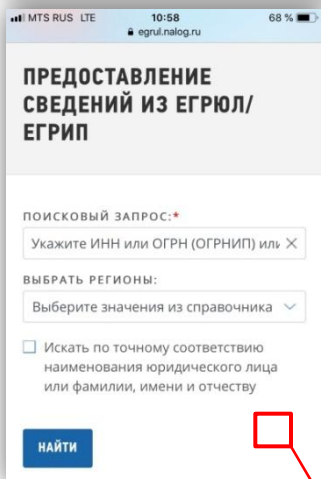 MTS RUS LTE 10:58 68 %
egrul.nalog.ru
ПРЕДОСТАВЛЕНИЕ
СВЕДЕНИЙ ИЗ ЕГРЮЛ/
ЕГРИП
ПОИСКОВЫЙ ЗАПРОС:*
Укажите ИНН или ОГРН (ОГРНИП) или
ВЫБРАТЬ РЕГИОНЫ:
Выберите значения из справочника
Искать по точному соответствию
наименования юридического лица
или фамилии, имени и отчеству
НАЙТИ